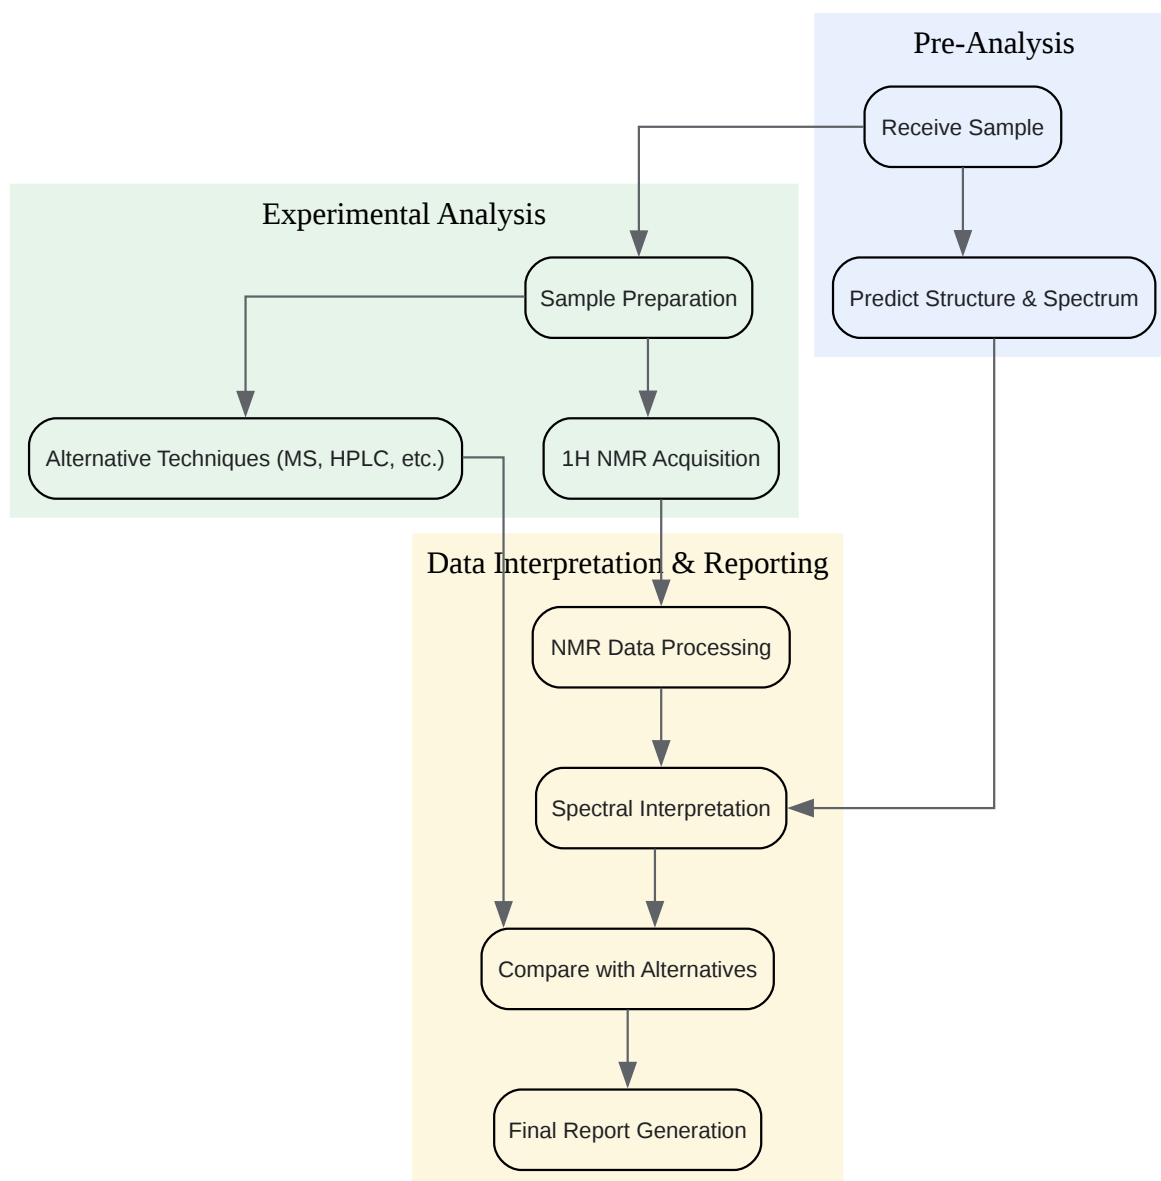 Pre-Analysis
Receive Sample
Experimental Analysis
Sample Preparation
Predict Structure & Spectrum
Alternative Techniques (MS, HPLC, etc.)
1H NMR Acquisition
Data Interpretation & Reporting
NMR Data Processing
Spectral Interpretation
Compare with Alternatives
Final Report Generation